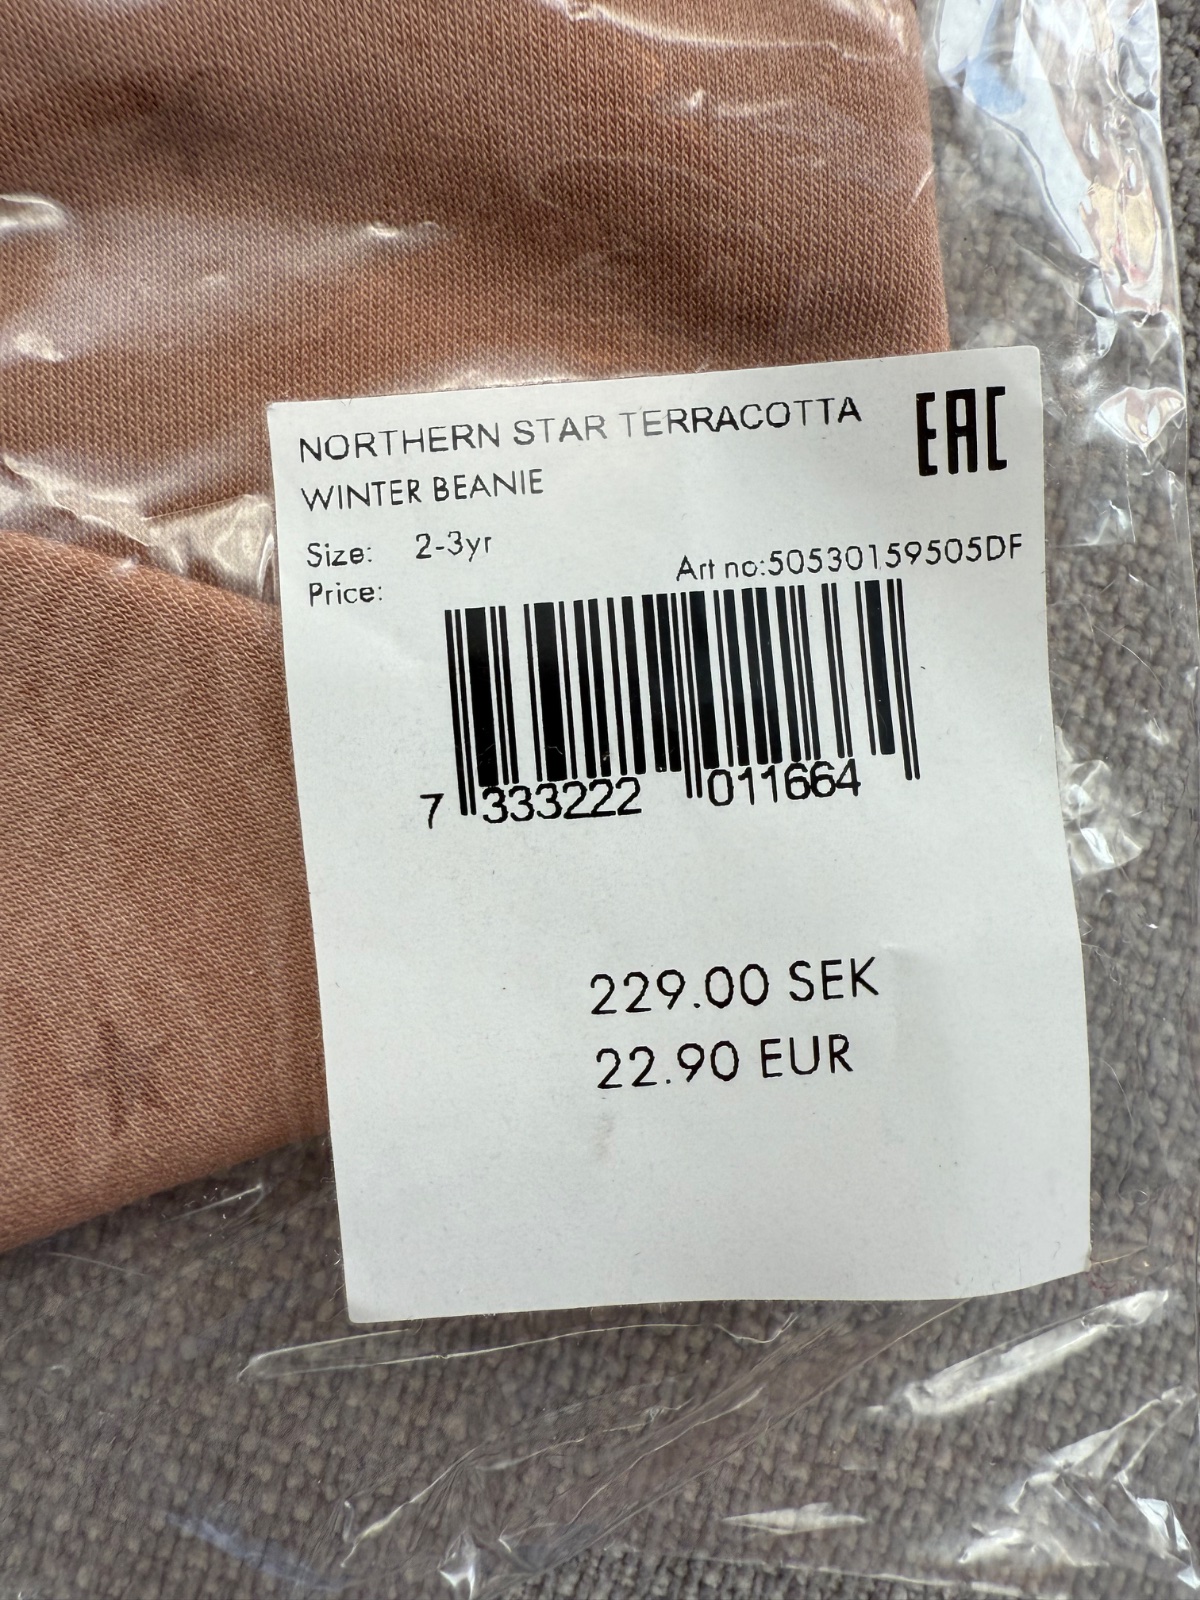 NORTHERN STAR TERRACOTTA
EAC
WINTER BEANIE
Size: 2-3yr
Art no:50530159505DF
Price:
7 333222 011664
229.00 SEK
22.90 EUR